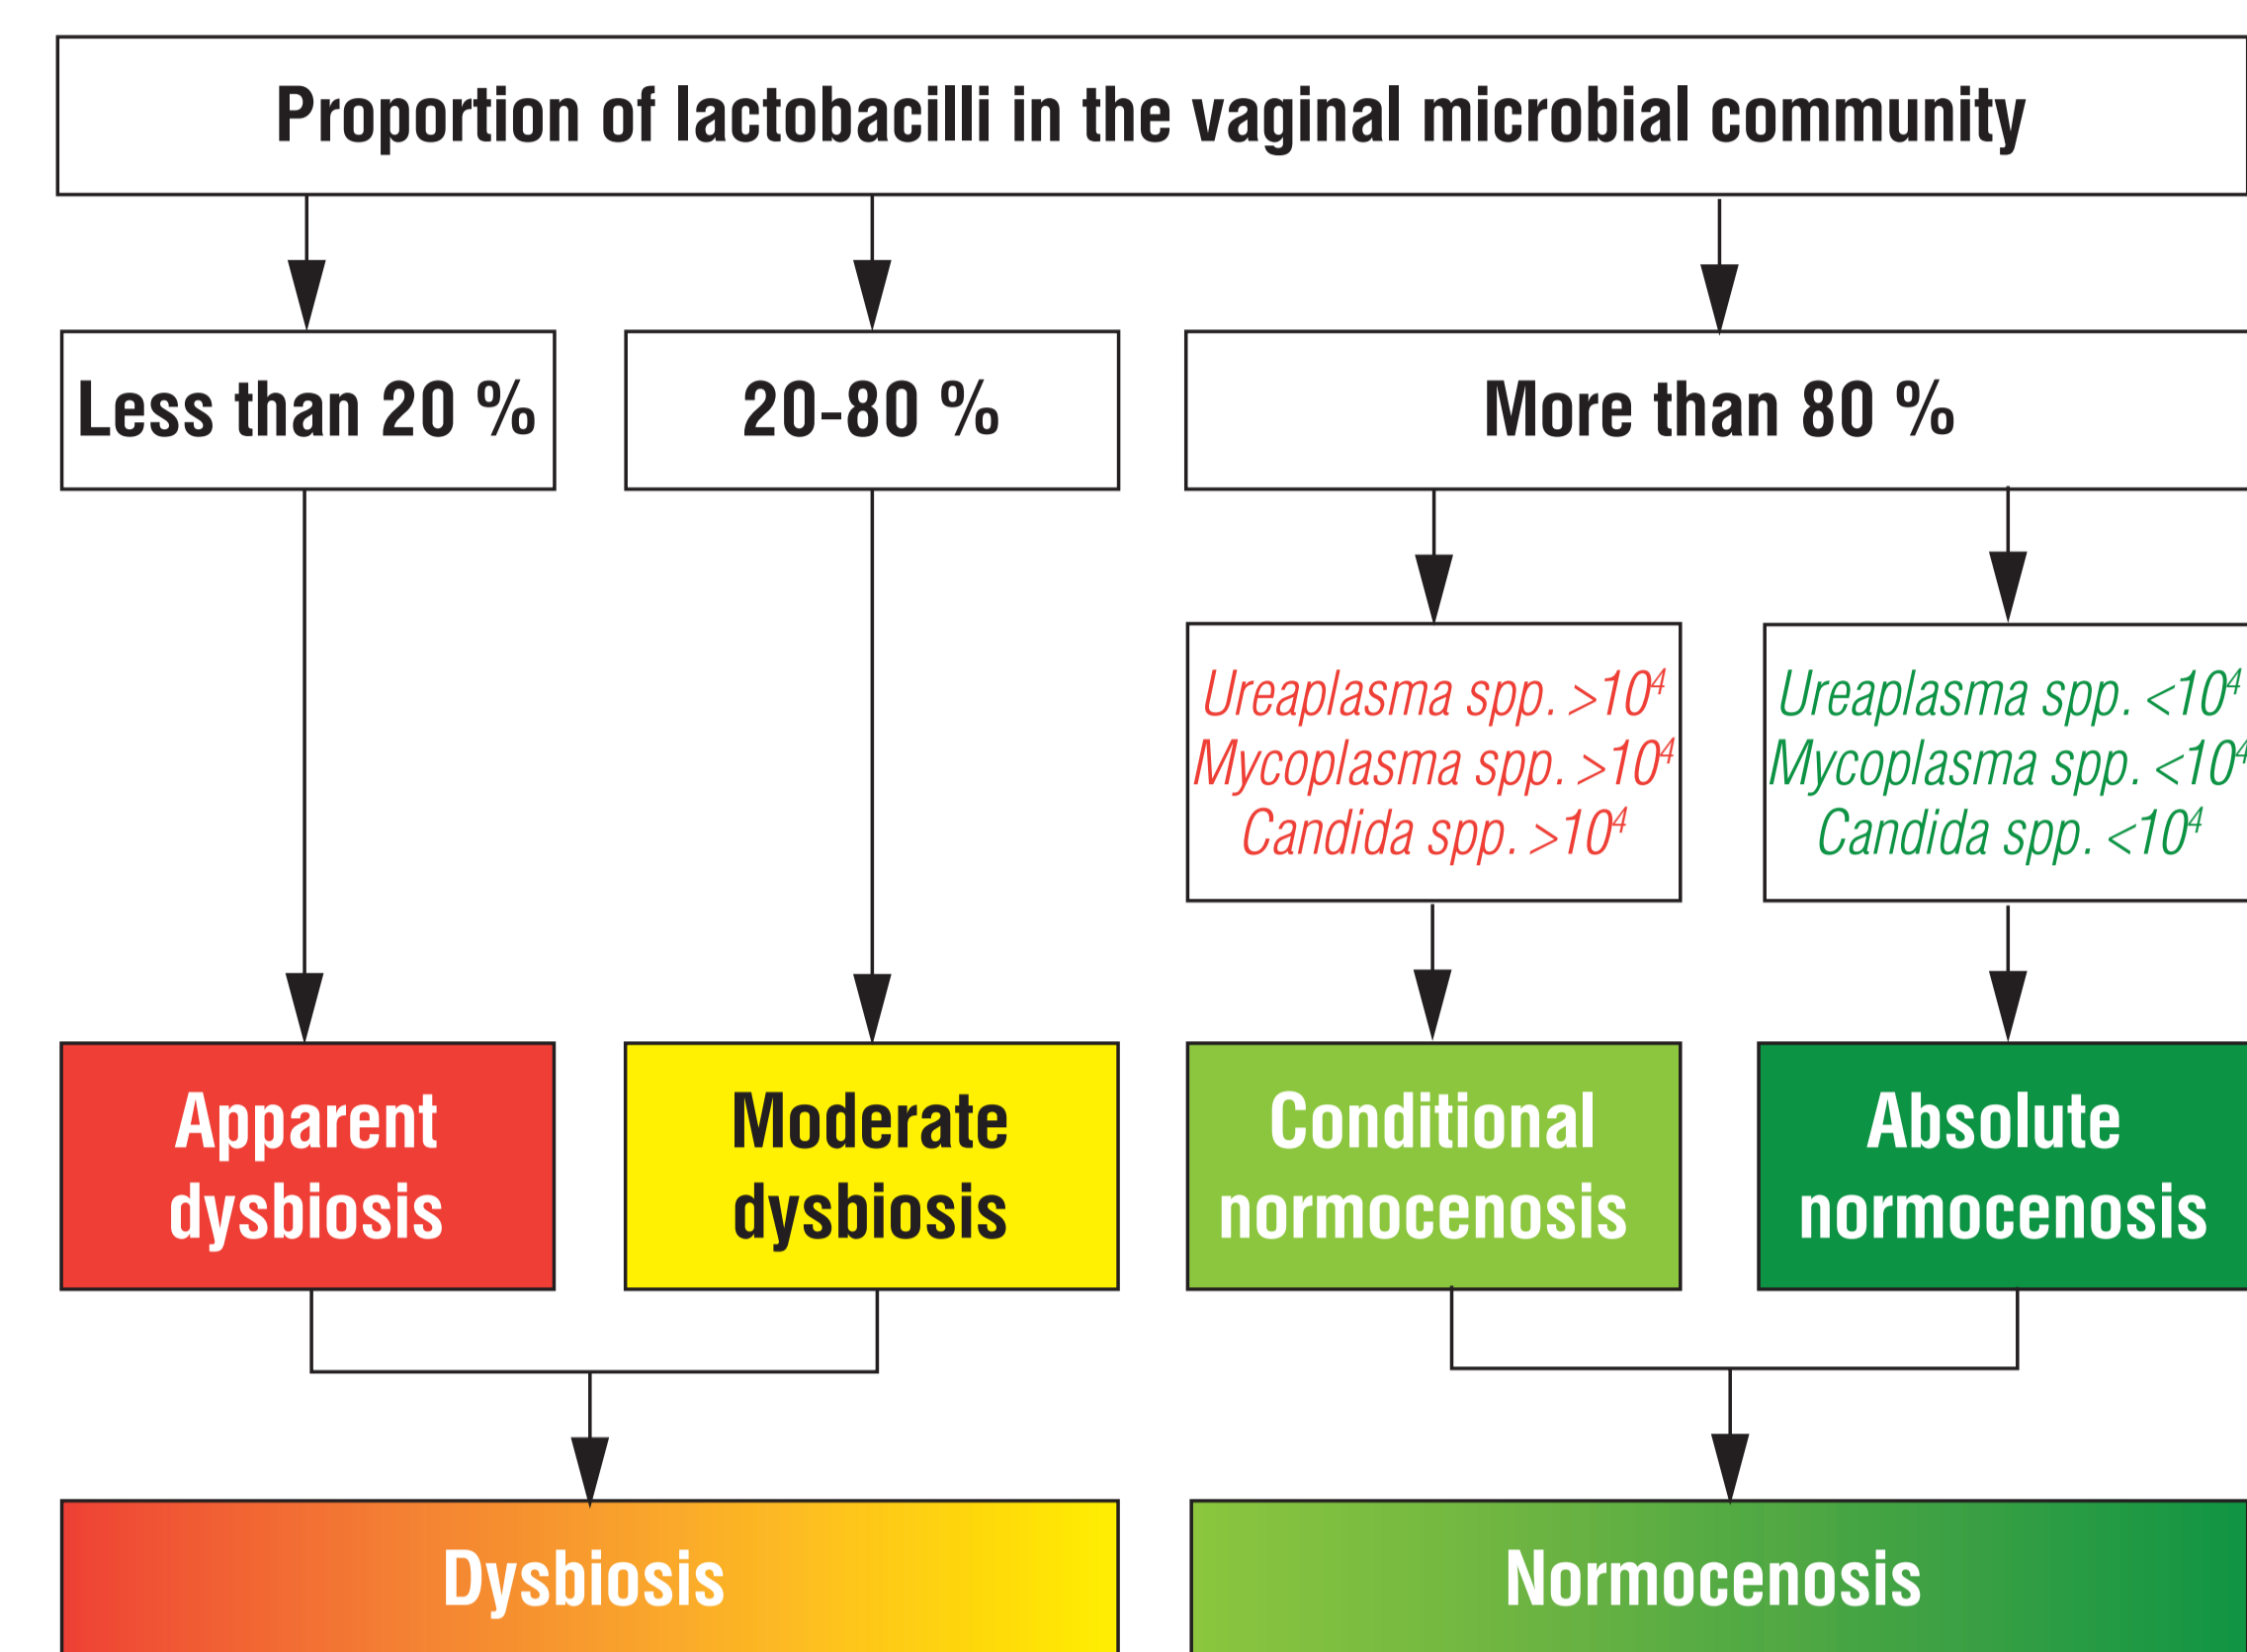 Proportion of lactobacilli in the vaginal microbial community
Less than 20 %
20-80 %
More than 80 %
Ureaplasma spp. >10⁴
Mycoplasma spp. >10⁴
Candida spp. >10⁴
Ureaplasma spp. <10⁴
Mycoplasma spp. <10⁴
Candida spp. <10⁴
Apparent
dysbiosis
Moderate
dysbiosis
Conditional
normocenosis
Absolute
normocenosis
Dysbiosis
Normocenosis